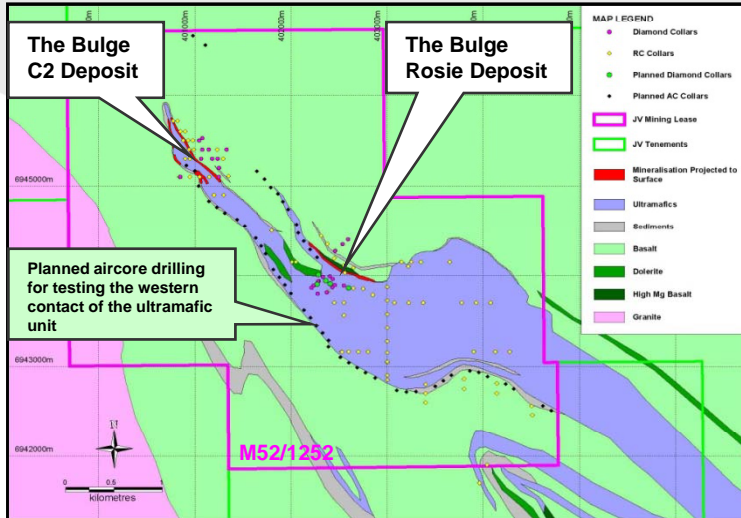 401000m
402000m
403000m
The Bulge
C2 Deposit
The Bulge
Rosie Deposit
MAP LEGEND
Diamond Collars
RC Collars
Planned Diamond Collars
Planned AC Collars
JV Mining Lease
JV Tenements
Mineralisation Projected to
Surface
Ultramafics
Sediments
Basalt
Dolerite
High Mg Basalt
Granite
6945000m
Planned aircore drilling
for testing the western
contact of the ultramafic
unit
6943000m
6942000m
M52/1252
0
0.5
1
kilometres